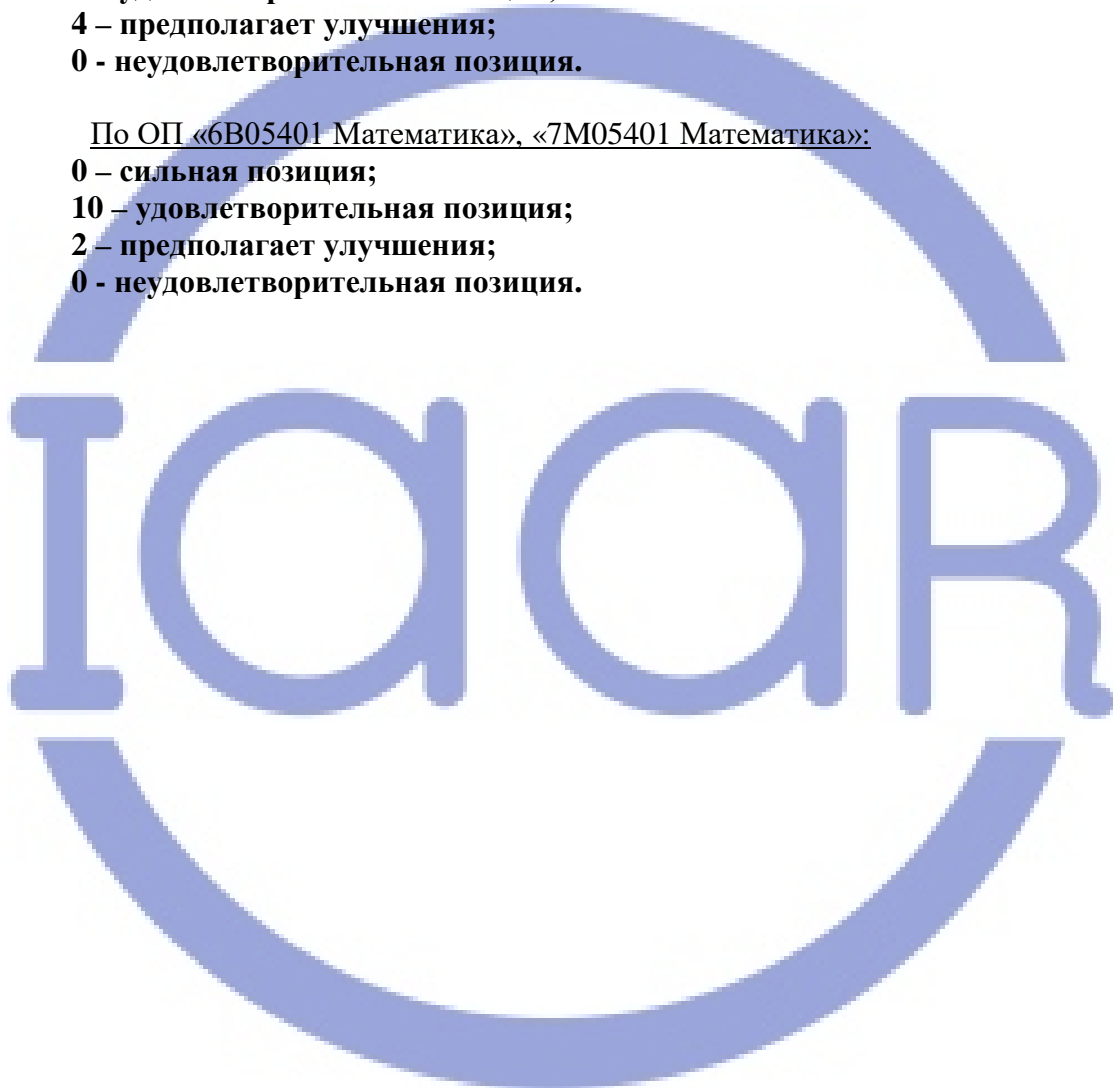 4 – предполагает улучшения;
0 - неудовлетворительная позиция.
По ОП «6В05401 Математика», «7М05401 Математика»:
0 – сильная позиция;
10 – удовлетворительная позиция;
2 – предполагает улучшения;
0 - неудовлетворительная позиция.
IaaR